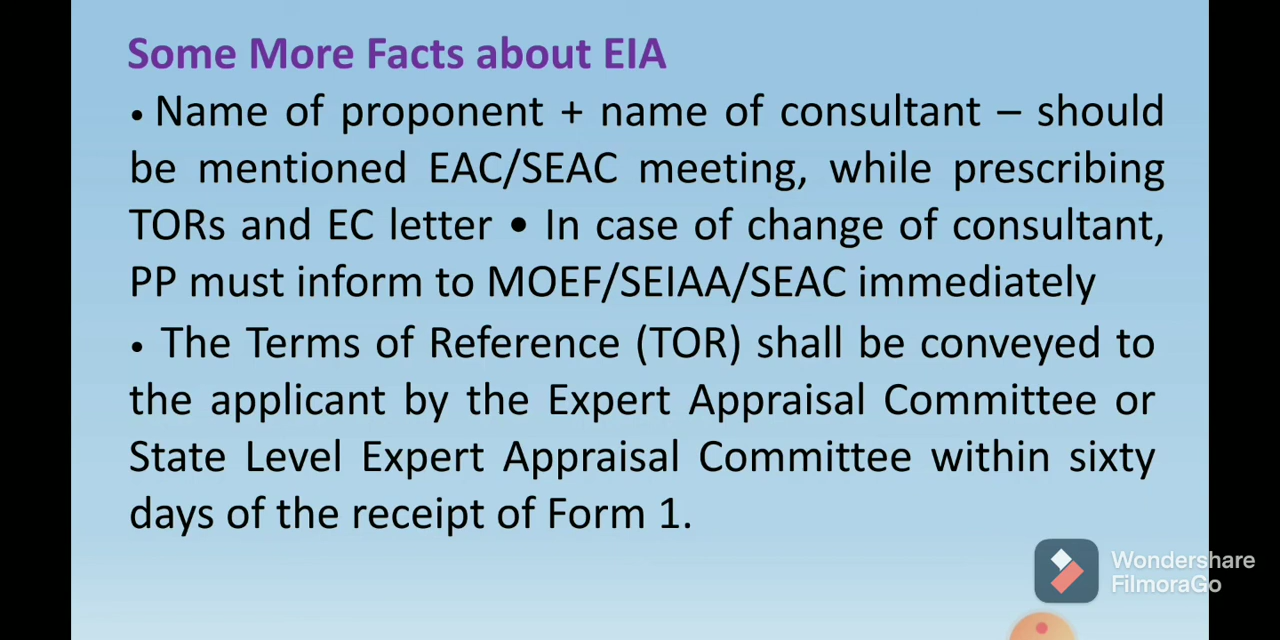 Some More Facts about EIA
• Name of proponent + name of consultant – should
be mentioned EAC/SEAC meeting, while prescribing
TORs and EC letter • In case of change of consultant,
PP must inform to MOEF/SEIAA/SEAC immediately
• The Terms of Reference (TOR) shall be conveyed to
the applicant by the Expert Appraisal Committee or
State Level Expert Appraisal Committee within sixty
days of the receipt of Form 1.
Wondershare
FilmoraGo